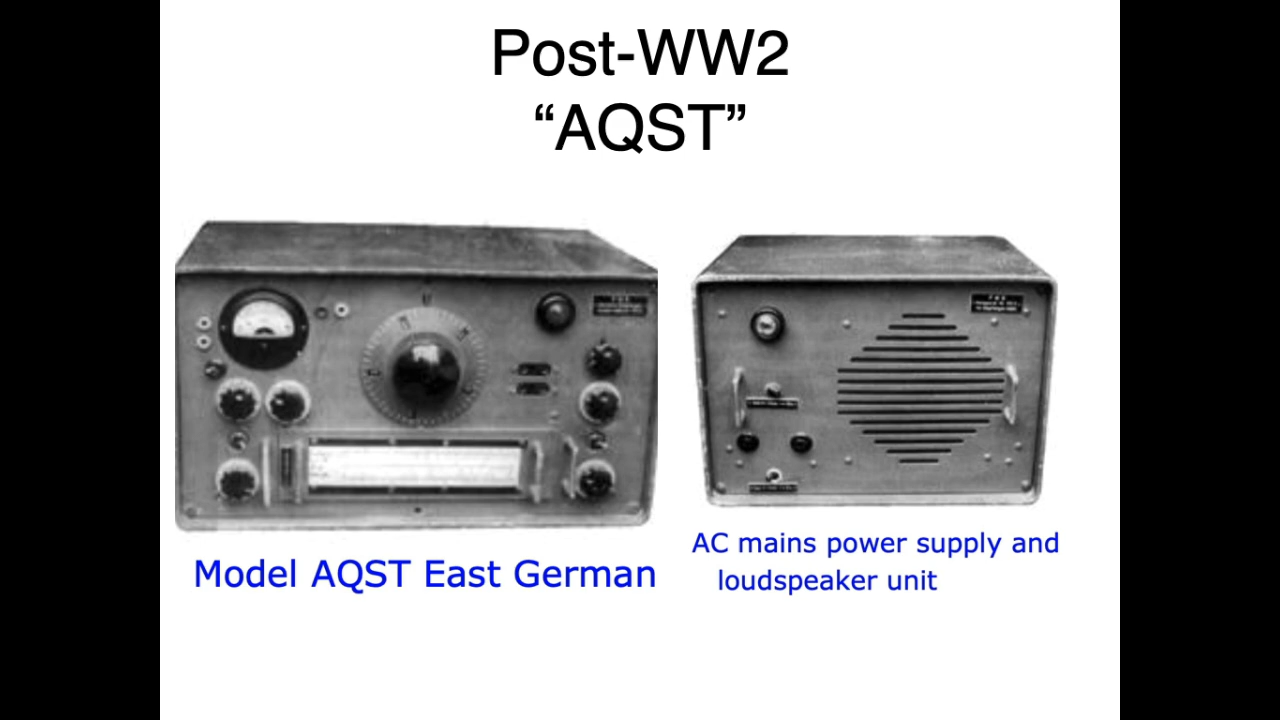 Post-WW2
“AQST”
Model AQST East German
AC mains power supply and
loudspeaker unit